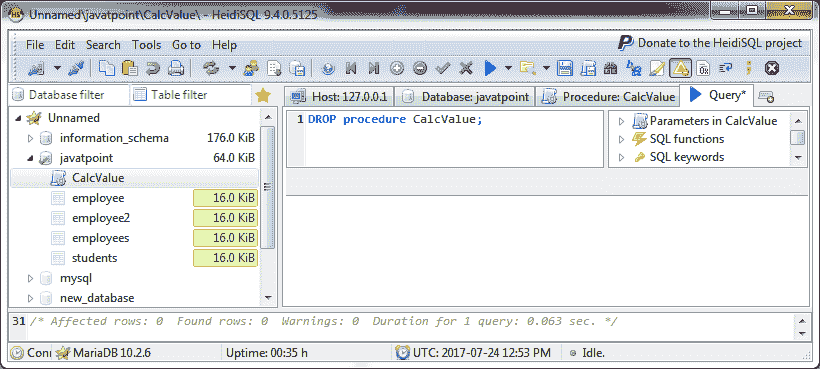 Unnamed\javatpoint\CalcValue\ - HeidiSQL 9.4.0.5125
File Edit Search Tools Go to Help Donate to the HeidiSQL project
Database filter Table filter Host: 127.0.0.1 Database: javatpoint Procedure: CalcValue Query*
Unnamed
information_schema 176.0 KiB
javatpoint 64.0 KiB
CalcValue
employee 16.0 KiB
employee2 16.0 KiB
employees 16.0 KiB
students 16.0 KiB
mysql
new_database
1 DROP procedure CalcValue;
Parameters in CalcValue
SQL functions
SQL keywords
31 /* Affected rows: 0 Found rows: 0 Warnings: 0 Duration for 1 query: 0.063 sec. */
Conn MariaDB 10.2.6 Uptime: 00:35 h UTC: 2017-07-24 12:53 PM Idle.